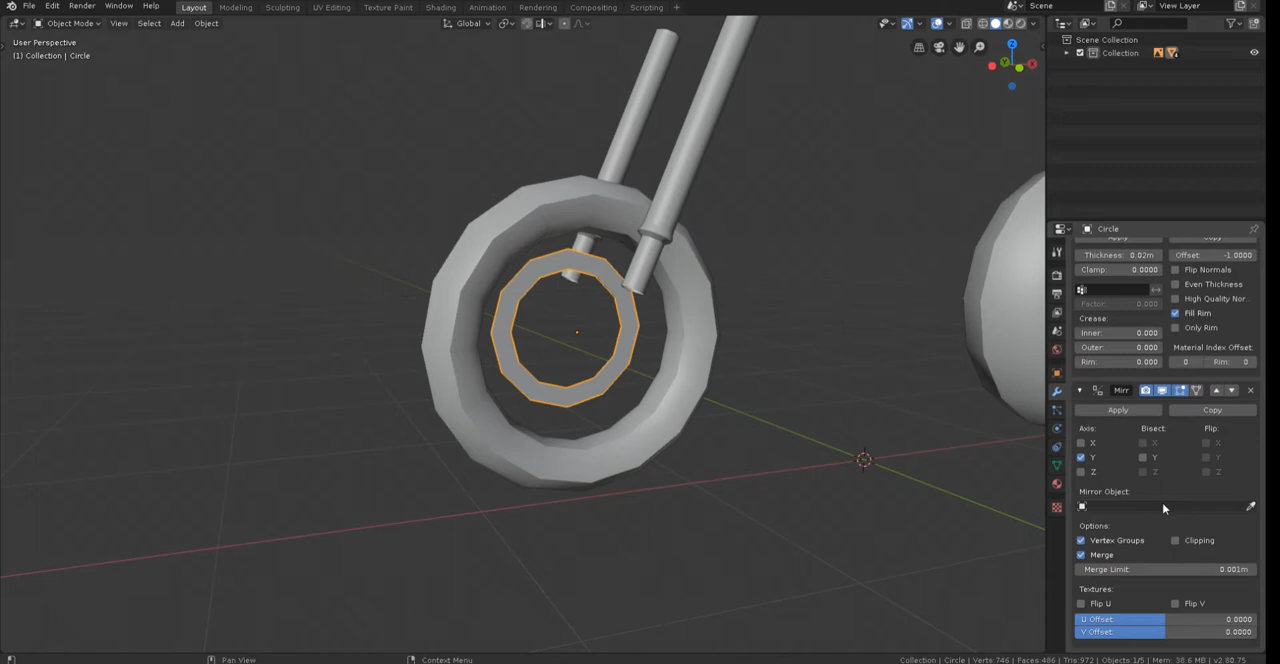 File Edit Render Window Help Layout Modeling Sculpting UV Editing Texture Paint Shading Animation Rendering Compositing Scripting + Scene View Layer
Object Mode View Select Add Object Global
User Perspective
(1) Collection | Circle
Z
Y
X
Scene Collection
Collection
Circle
Apply Copy
Thickness: 0.02m Offset: -1.0000
Clamp: 0.0000 Flip Normals
Even Thickness
High Quality Nor..
Factor: 0.000
Fill Rim
Crease:
Only Rim
Inner: 0.000
Outer: 0.000 Material Index Offset:
Rim: 0.000 0 Rim: 0
Mirr
Apply Copy
Axis: Bisect: Flip:
X X X
Y Y Y
Z Z Z
Mirror Object:
Options:
Vertex Groups Clipping
Merge
Merge Limit: 0.001m
Textures:
Flip U Flip V
U Offset: 0.0000
V Offset: 0.0000
Pan View Context Menu Collection | Circle | Verts:746 | Faces:486 | Tris:972 | Objects:1/5 | Mem: 38.6 MB | v2.80.75